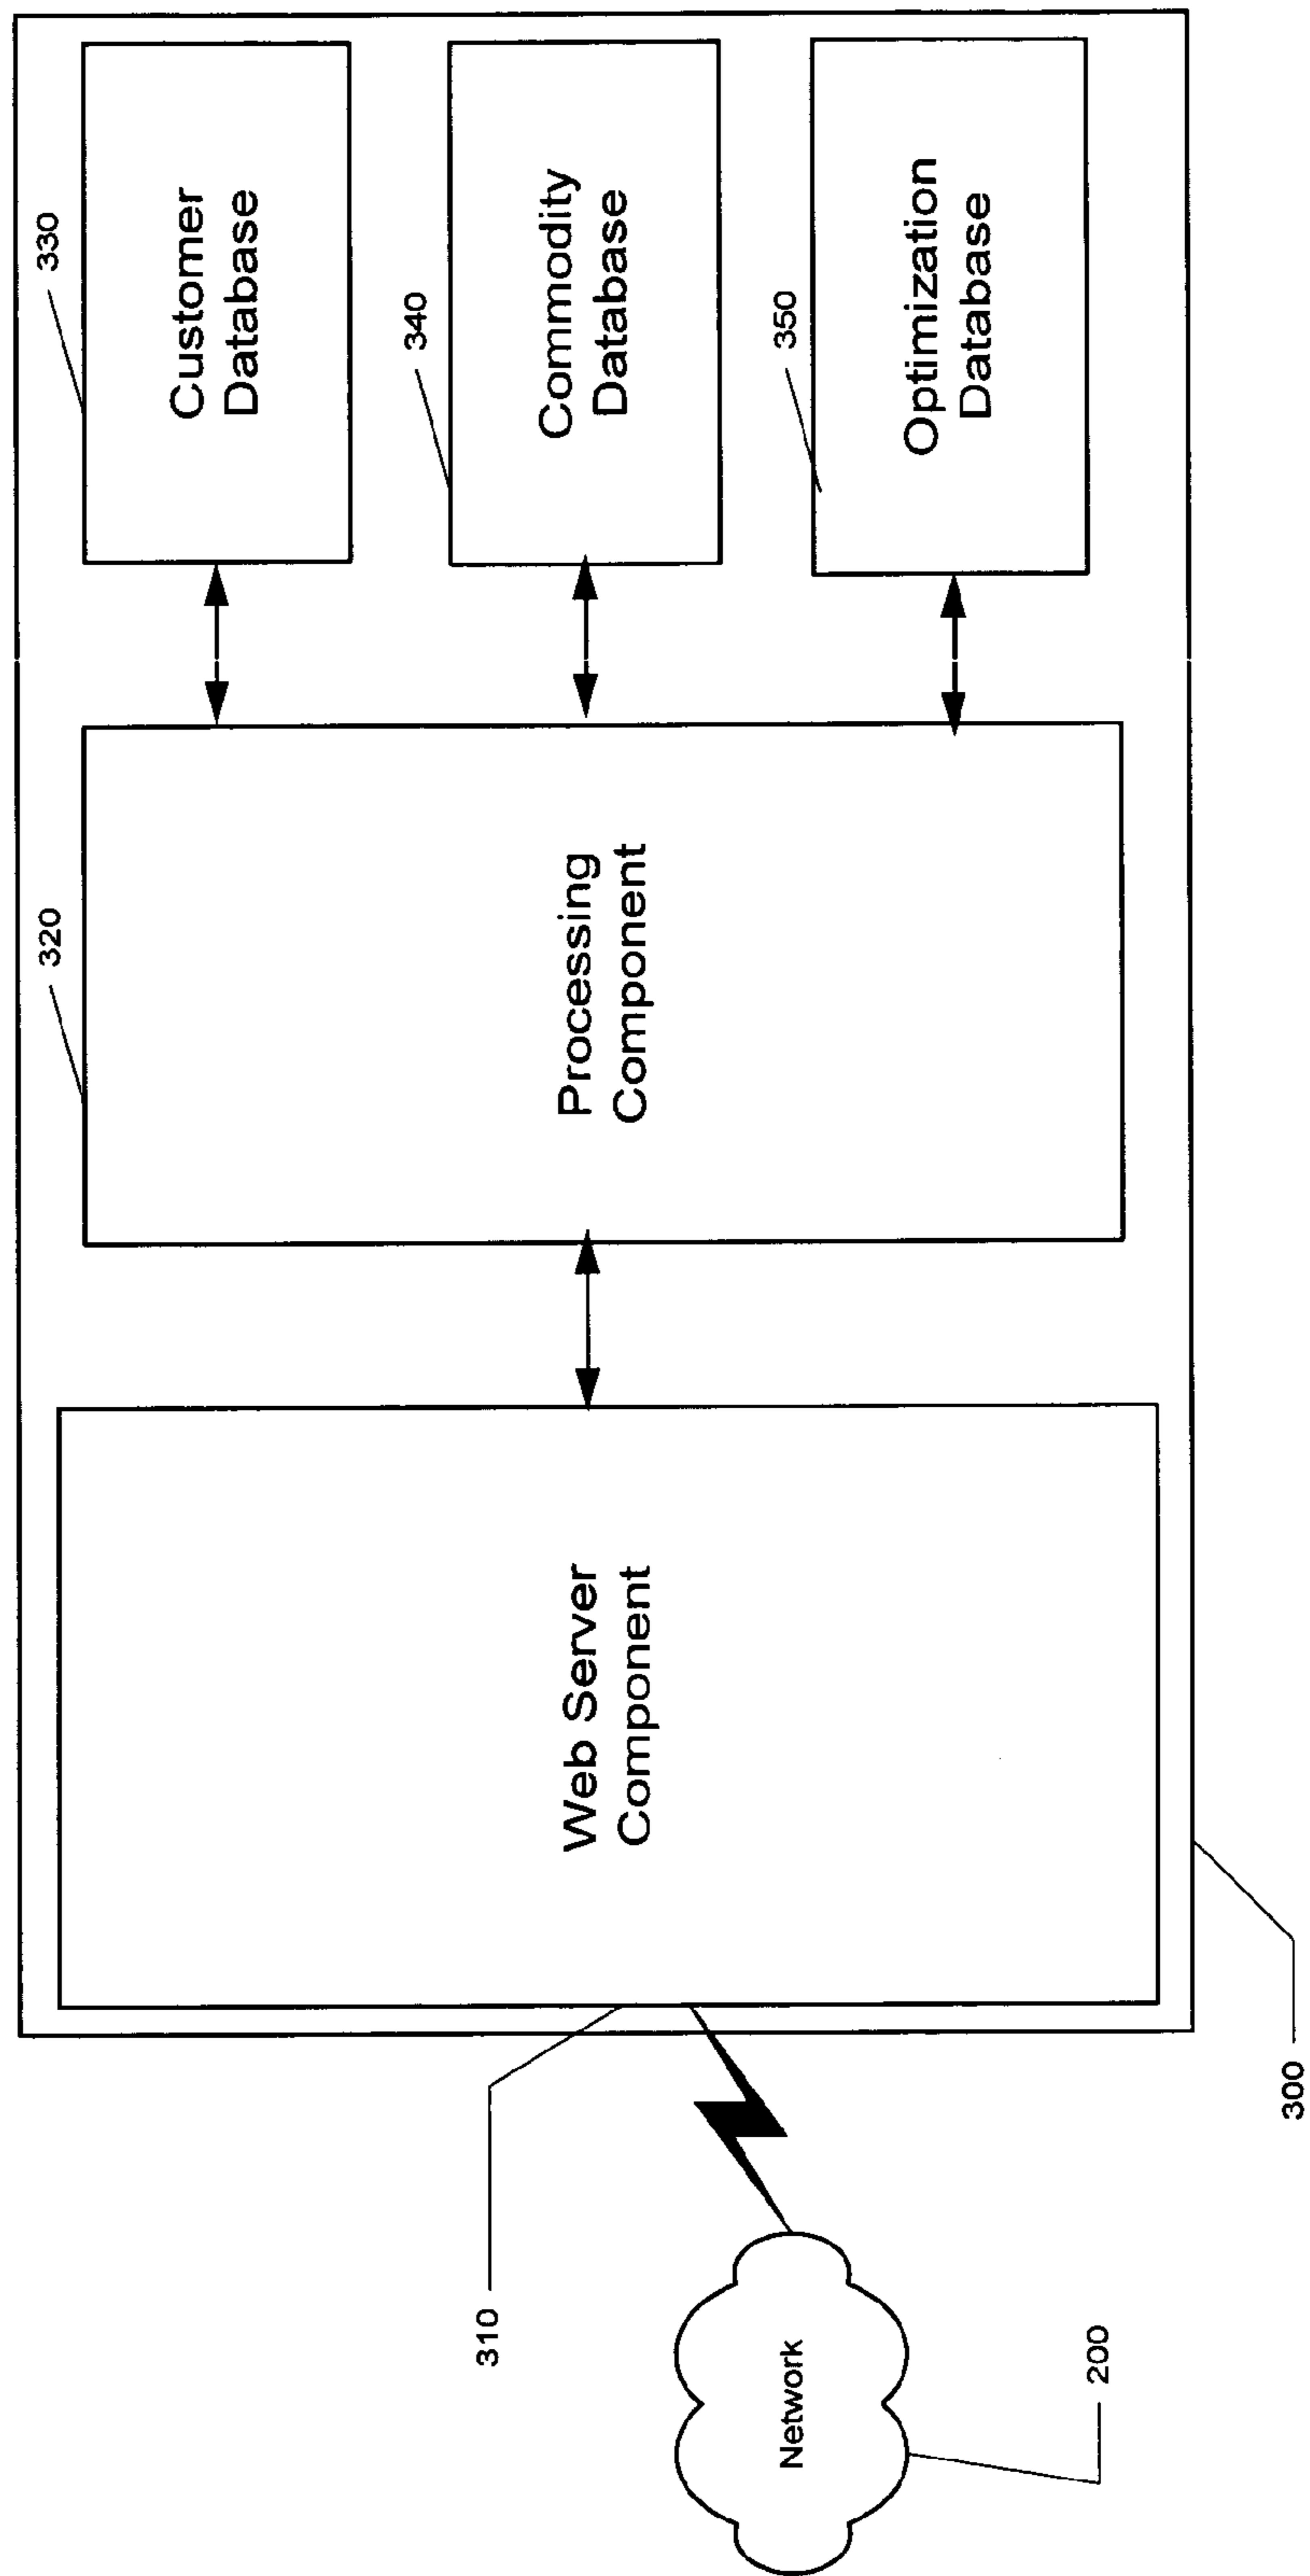 330
Customer
Database
340
Commodity
Database
350
Optimization
Database
320
Processing
Component
Web Server
Component
310
300
Network
200